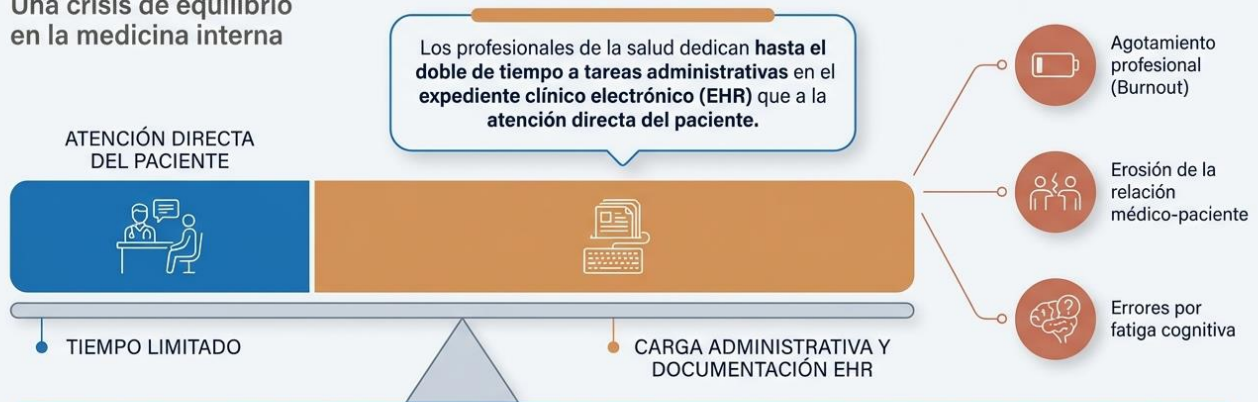 Una crisis de equilibrio
en la medicina interna
Los profesionales de la salud dedican hasta el
doble de tiempo a tareas administrativas en el
expediente clínico electrónico (EHR) que a la
atención directa del paciente.
ATENCIÓN DIRECTA
DEL PACIENTE
TIEMPO LIMITADO
CARGA ADMINISTRATIVA Y
DOCUMENTACIÓN EHR
Agotamiento
profesional
(Burnout)
Erosión de la
relación
médico-paciente
Errores por
fatiga cognitiva